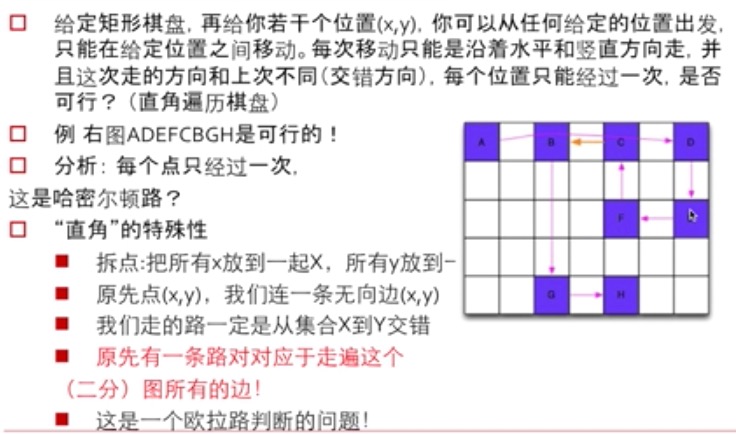 给定矩形棋盘, 再给你若干个位置(x,y), 你可以从任何给定的位置出发,
只能在给定位置之间移动。每次移动只能是沿着水平和竖直方向走, 并
且这次走的方向和上次不同(交错方向), 每个位置只能经过一次, 是否
可行？（直角遍历棋盘）
例 右图ADEFCBGH是可行的！
分析: 每个点只经过一次,
这是哈密尔顿路？
“直角”的特殊性
拆点:把所有x放到一起X，所有y放到一
原先点(x,y)，我们连一条无向边(x,y)
我们走的路一定是从集合X到Y交错
原先有一条路对对应于走遍这个
（二分）图所有的边！
这是一个欧拉路判断的问题！
A B C D
F
G H